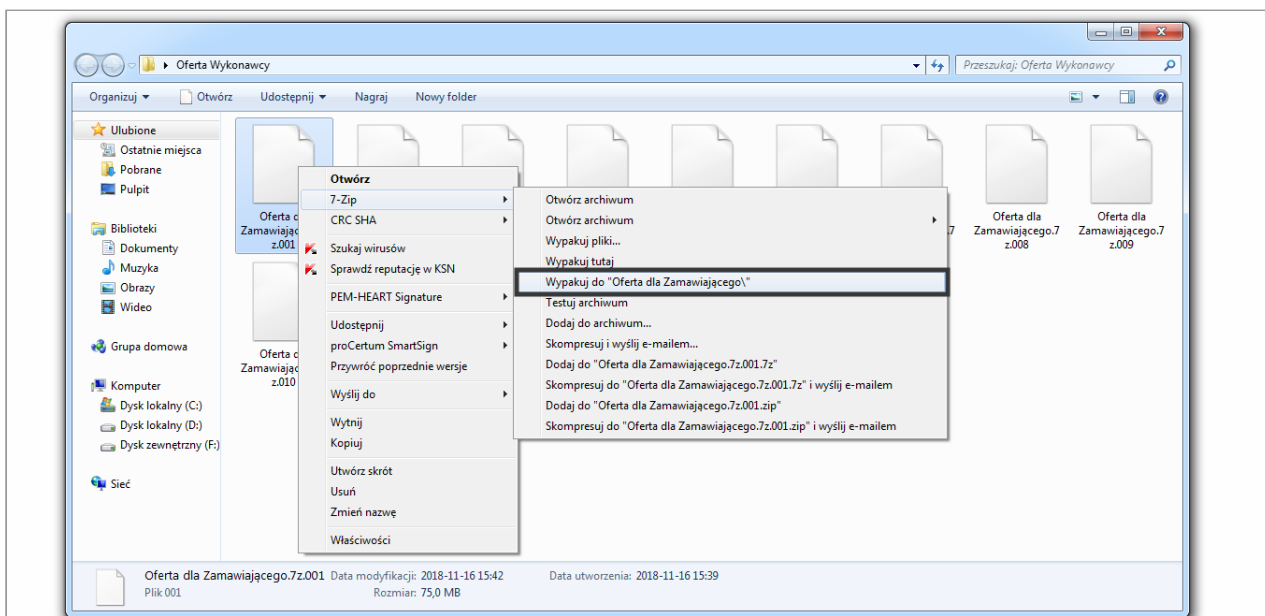 Oferta Wykonawcy
Przeszukaj: Oferta Wykonawcy
Organizuj
Otwórz
Udostępnij
Nagraj
Nowy folder
Ulubione
Ostatnie miejsca
Pobrane
Pulpit
Biblioteki
Dokumenty
Muzyka
Obrazy
Wideo
Grupa domowa
Komputer
Dysk lokalny (C:)
Dysk lokalny (D:)
Dysk zewnętrzny (F:)
Sieć
Oferta
z.001
Oferta dla
Zamawiającego.7
z.008
Oferta dla
Zamawiającego.7
z.009
Oferta
z.010
Otwórz
7-Zip
CRC SHA
Szukaj wirusów
Sprawdź reputację w KSN
PEM-HEART Signature
Udostępnij
proCertum SmartSign
Przywróć poprzednie wersje
Wyślij do
Wytnij
Kopiuj
Utwórz skrót
Usuń
Zmień nazwę
Właściwości
Otwórz archiwum
Otwórz archiwum
Wypakuj pliki...
Wypakuj tutaj
Wypakuj do "Oferta dla Zamawiającego\"
Testuj archiwum
Dodaj do archiwum...
Skompresuj i wyślij e-mailem...
Dodaj do "Oferta dla Zamawiającego.7z.001.7z"
Skompresuj do "Oferta dla Zamawiającego.7z.001.7z" i wyślij e-mailem
Dodaj do "Oferta dla Zamawiającego.7z.001.zip"
Skompresuj do "Oferta dla Zamawiającego.7z.001.zip" i wyślij e-mailem
Oferta dla Zamawiającego.7z.001 Data modyfikacji: 2018-11-16 15:42 Data utworzenia: 2018-11-16 15:39
Plik 001 Rozmiar: 75,0 MB